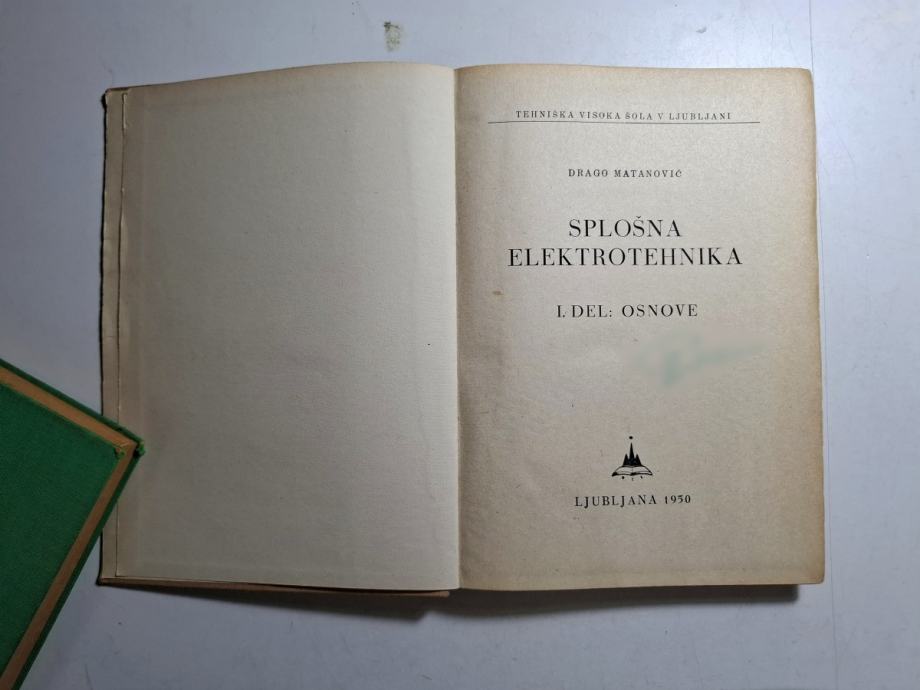 TEHNIŠKA VISOKA ŠOLA V LJUBLJANI
DRAGO MATANOVIĆ
SPLOŠNA
ELEKTROTEHNIKA
I. DEL: OSNOVE
LJUBLJANA 1950